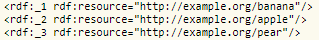 <rdf:_1 rdf:resource="http://example.org/banana"/>
<rdf:_2 rdf:resource="http://example.org/apple"/>
<rdf:_3 rdf:resource="http://example.org/pear"/>